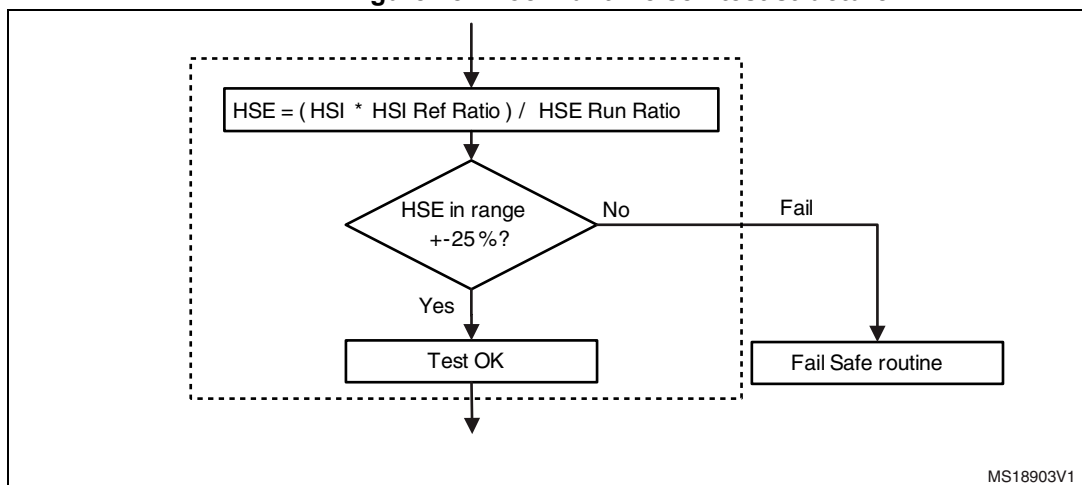 HSE = ( HSI * HSI Ref Ratio ) / HSE Run Ratio
HSE in range
+-25%?
No
Fail
Yes
Test OK
Fail Safe routine
MS18903V1